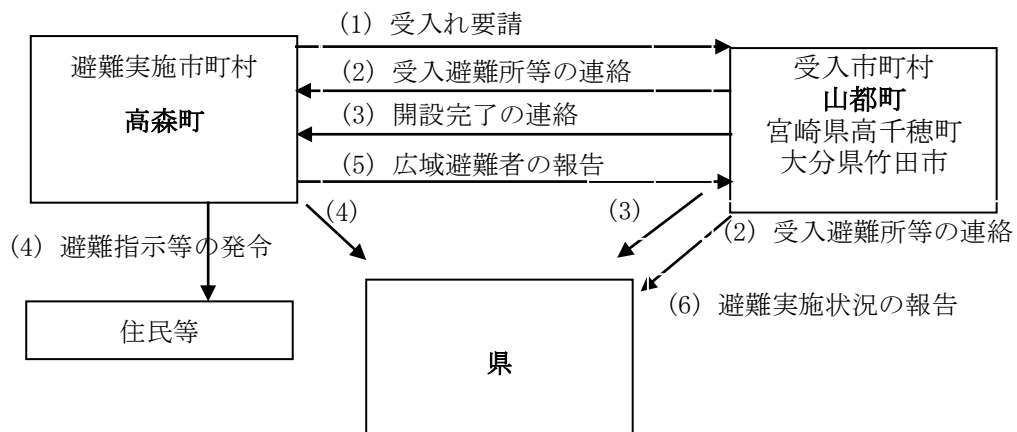 (1) 受入れ要請
避難実施市町村
高森町
(2) 受入避難所等の連絡
(3) 開設完了の連絡
(5) 広域避難者の報告
受入市町村
山都町
宮崎県高千穂町
大分県竹田市
(4)
(3)
(2) 受入避難所等の連絡
(4) 避難指示等の発令
(6) 避難実施状況の報告
住民等
県